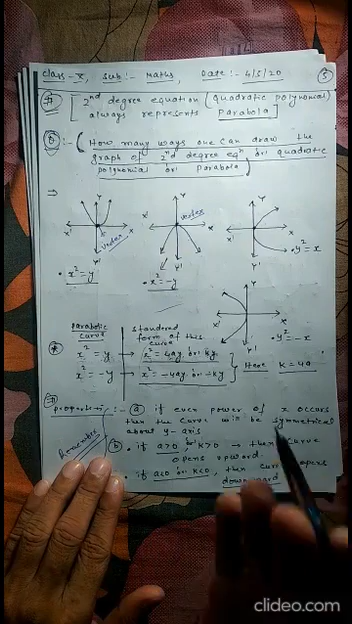 Class-X, Sub:- Maths, Date:- 4/5/20 (5)
# [2nd degree equation (quadratic polynomial)
always represents Parabola]
Q:- (How many ways one can draw the
graph of 2nd degree eqn or quadratic
polynomial or parabola)
⇒
Y Y Y
vertex
X' X X' X X' X
vertex
Y' Y' Y'
• x² = y • x² = -y • y² = x
Y
X' X
Y' • y² = -x
Parabolic curve
Standered form of this curve
x² = y → x² = 4ay or ky
x² = -y → x² = -4ay or -ky
Here K = 4a
properties :- (a) if even power of x occurs
then the curve will be symmetrical
about y-axis
Remember
(b) • if a>0, k>0 → then curve
opens upward.
• if a<0 or k<0, then curve opens
downward
clideo.com